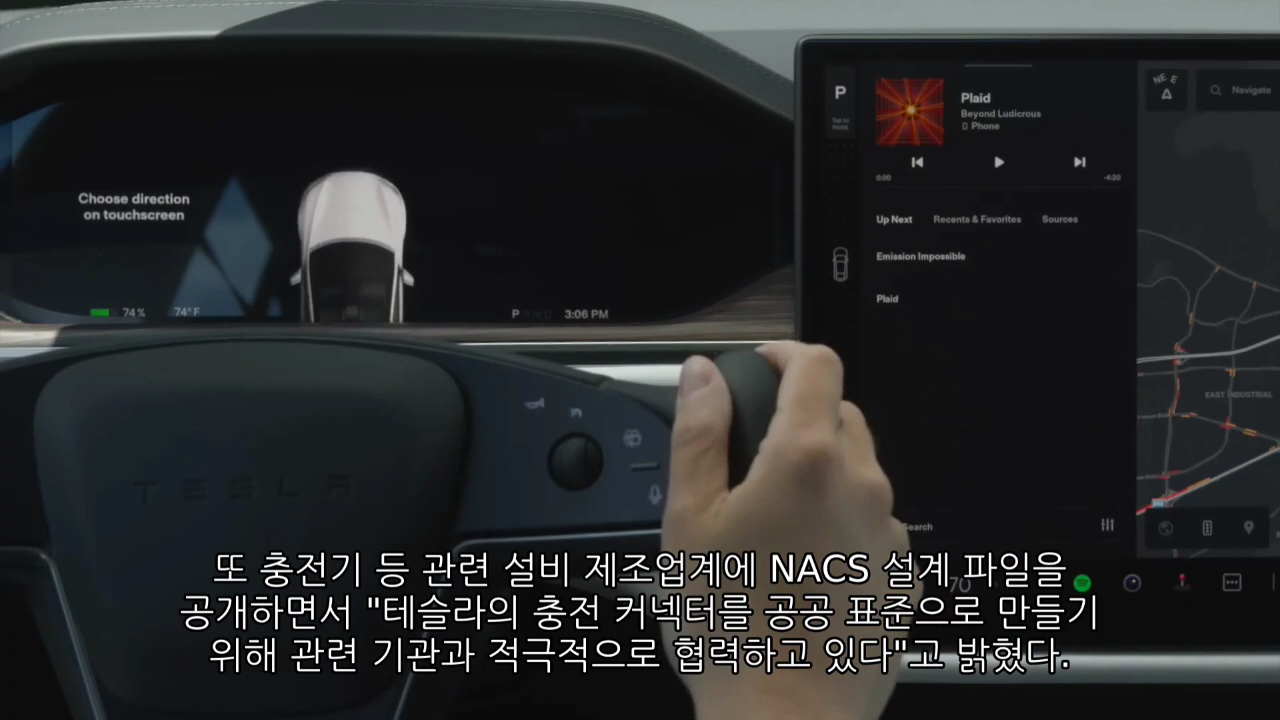 P
Tap to
PARK
Plaid
Beyond Ludicrous
Phone
0:00
-4:20
Up Next
Recents & Favorites
Sources
Emission Impossible
Plaid
Search
NE E
Navigate
EAST INDUSTRIAL
70
Choose direction
on touchscreen
74 %
74°F
P R N D
3:06 PM
TESLA
또 충전기 등 관련 설비 제조업계에 NACS 설계 파일을
공개하면서 "테슬라의 충전 커넥터를 공공 표준으로 만들기
위해 관련 기관과 적극적으로 협력하고 있다"고 밝혔다.